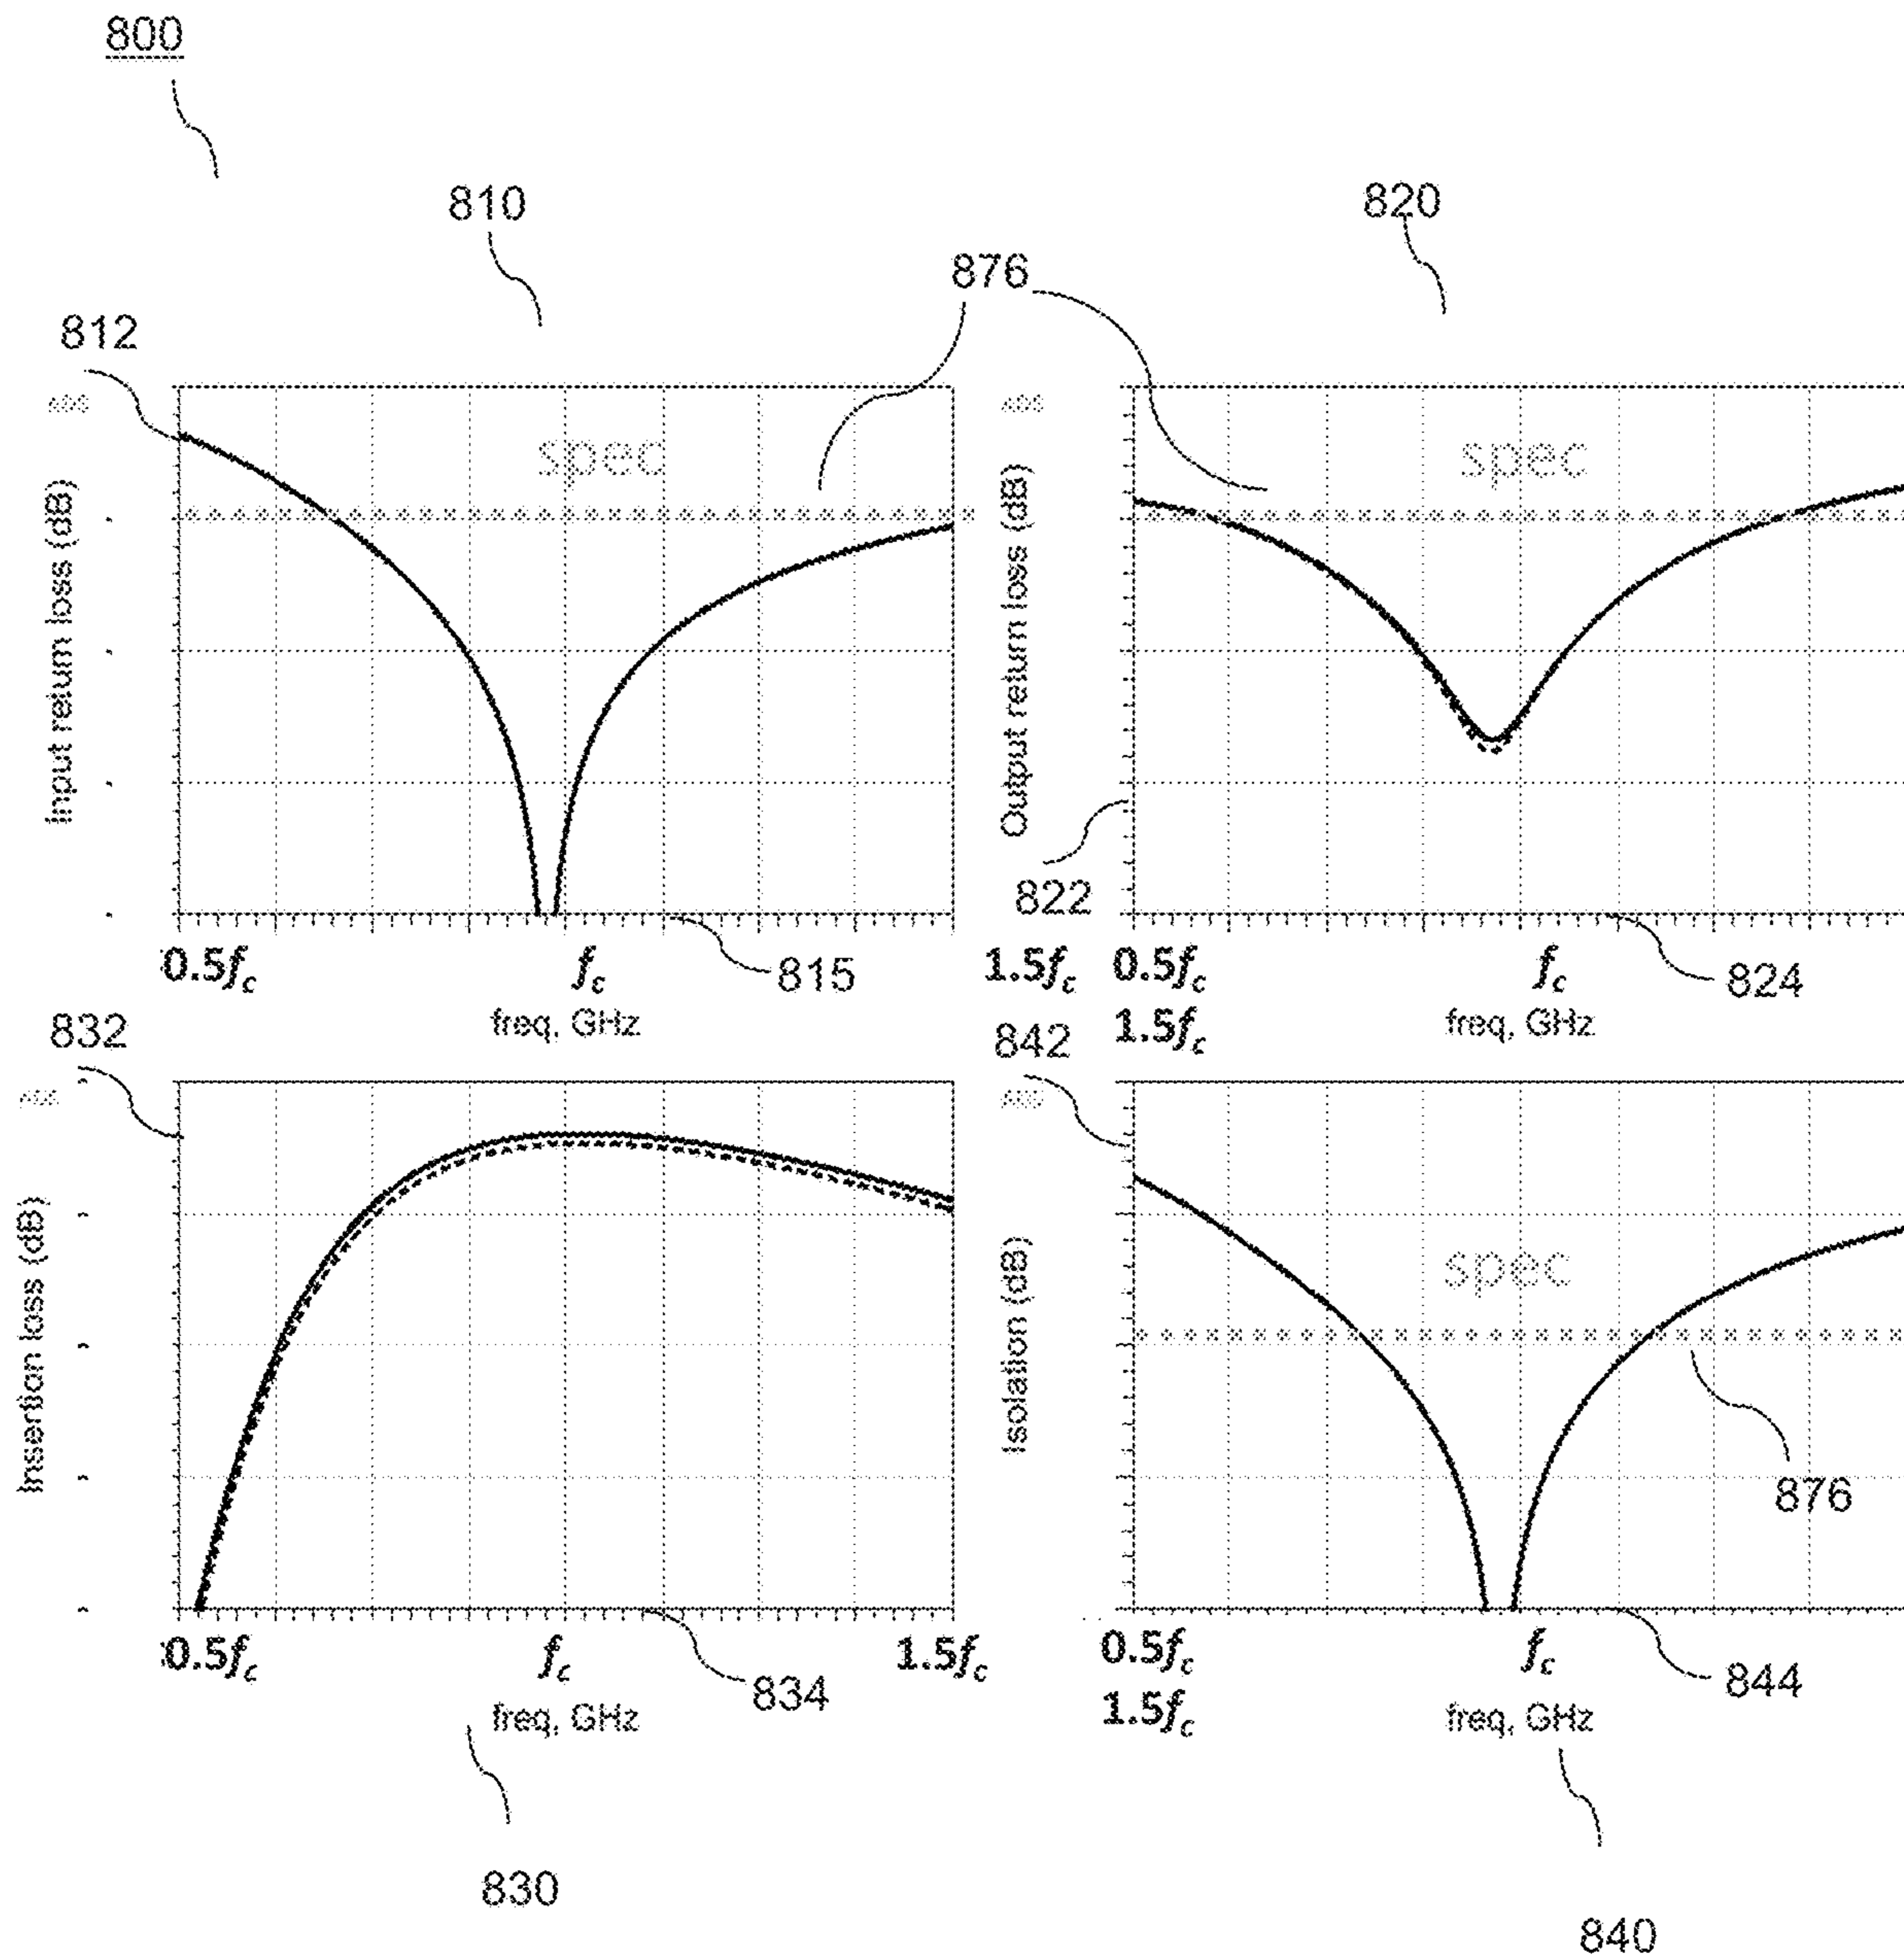 800
810
820
876
812
spec
spec
Input return loss (dB)
Output return loss (dB)
822
0.5fc
fc
815
1.5fc
0.5fc
fc
824
freq, GHz
1.5fc
freq, GHz
832
842
Insertion loss (dB)
Isolation (dB)
spec
876
0.5fc
fc
1.5fc
834
0.5fc
fc
844
freq, GHz
1.5fc
freq, GHz
830
840